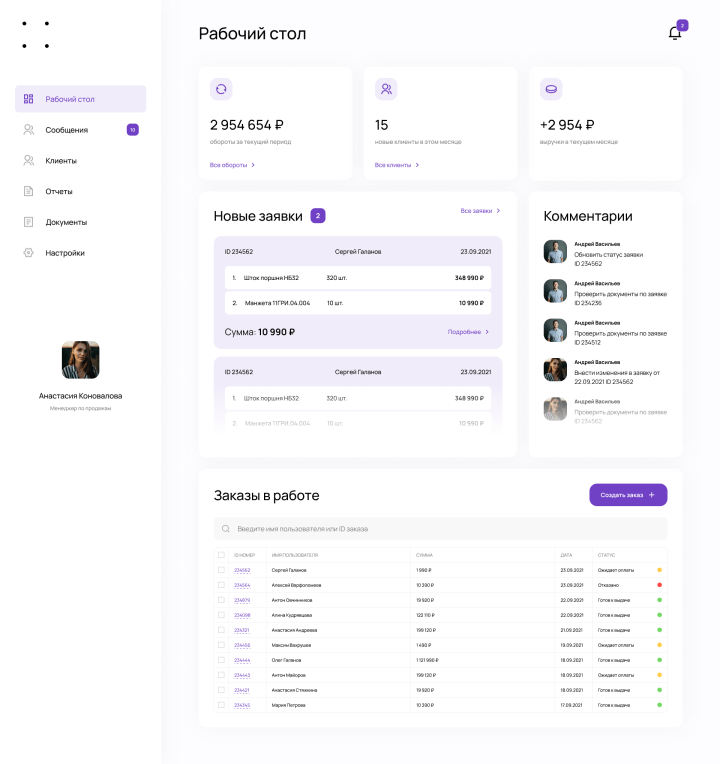 Рабочий стол
Сообщения 10
Клиенты
Отчеты
Документы
Настройки
Анастасия Коновалова
Менеджер по продажам
Рабочий стол
2
2 954 654 ₽
обороты за текущий период
Все обороты
15
новые клиенты в этом месяце
Все клиенты
+2 954 ₽
выручки в текущем месяце
Новые заявки 2
Все заявки
ID 234562 Сергей Галанов 23.09.2021
1. Шток поршня Н532 320 шт. 348 990 ₽
2. Манжета 11ГРИ.04.004 10 шт. 10 990 ₽
Сумма: 10 990 ₽
Подробнее
ID 234562 Сергей Галанов 23.09.2021
1. Шток поршня Н532 320 шт. 348 990 ₽
2 Манжета 11ГРИ.04.004 10 шт. 10 990 ₽
Комментарии
Андрей Васильев
Обновить статус заявки
ID 234562
Андрей Васильев
Проверить документы по заявке
ID 234236
Андрей Васильев
Проверить документы по заявке
ID 234512
Андрей Васильев
Внести изменения в заявку от
22.09.2021 ID 234562
Андрей Васильев
Проверить документы по заявке
ID 234562
Заказы в работе
Создать заказ +
Введите имя пользователя или ID заказа
ID НОМЕР ИМЯ ПОЛЬЗОВАТЕЛЯ СУММА ДАТА СТАТУС
234562 Сергей Галанов 1 990 ₽ 23.09.2021 Ожидает оплаты
234564 Алексей Варфоломеев 10 390 ₽ 23.09.2021 Отказано
234879 Антон Овчинников 19 920 ₽ 22.09.2021 Готов к выдаче
234098 Алина Кудрявцева 122 110 ₽ 22.09.2021 Готов к выдаче
234321 Анастасия Андреева 199 120 ₽ 21.09.2021 Готов к выдаче
234456 Максим Вахрушев 1 490 ₽ 19.09.2021 Ожидает оплаты
234444 Олег Галанов 1 121 990 ₽ 18.09.2021 Готов к выдаче
234443 Антон Майоров 199 120 ₽ 18.09.2021 Ожидает оплаты
234421 Анастасия Стяжкина 19 920 ₽ 18.09.2021 Готов к выдаче
234345 Мария Петрова 10 390 ₽ 17.09.2021 Готов к выдаче